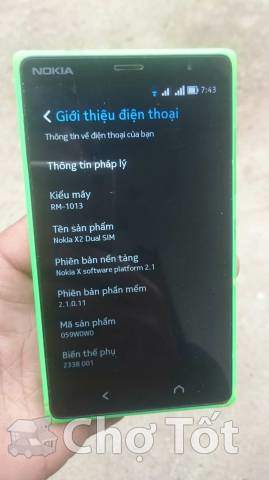 NOKIA
7:43
Giới thiệu điện thoại
Thông tin về điện thoại của bạn
Thông tin pháp lý
Kiểu máy
RM-1013
Tên sản phẩm
Nokia X2 Dual SIM
Phiên bản nền tảng
Nokia X software platform 2.1
Phiên bản phần mềm
2.1.0.11
Mã sản phẩm
059W0W0
Biến thể phụ
2338 001
Chợ Tốt